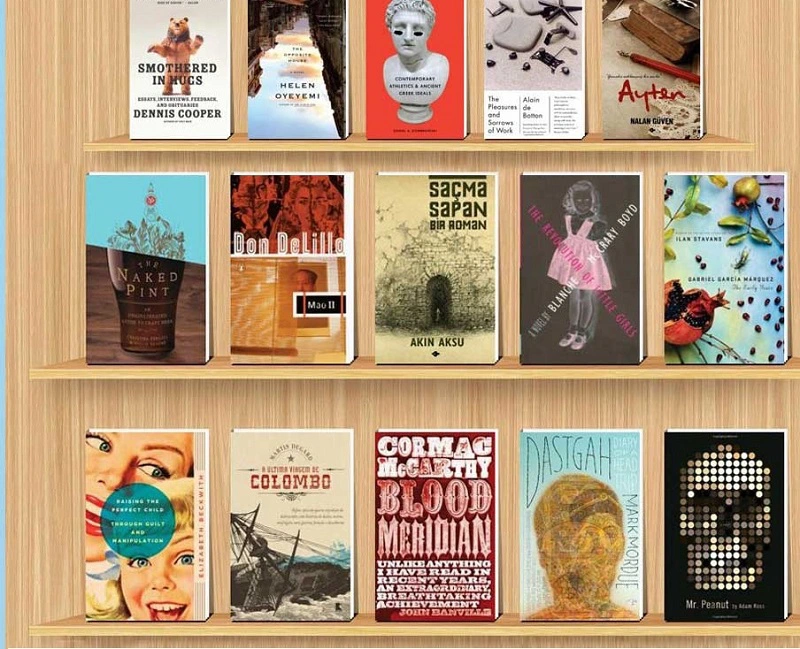 SMOTHERED
IN HUGS
ESSAYS, INTERVIEWS, FEEDBACK,
AND OBITUARIES
DENNIS COOPER
THE
OPPOSITE
HOUSE
A NOVEL
HELEN
OYEYEMI
CONTEMPORARY
ATHLETICS & ANCIENT
GREEK IDEALS
The
Pleasures
and
Sorrows
of Work
Alain
de
Botton
Ayten
NALAN GÜVEN
THE
NAKED
PINT
Don DeLillo
Mao II
SAÇMA
SAPAN
BİR ROMAN
AKIN AKSU
THE REVOLUTION OF LITTLE GIRLS
A NOVEL BY BLANCHE McCRARY BOYD
ILAN STAVANS
GABRIEL GARCÍA MÁRQUEZ
The Early Years
RAISING THE
PERFECT CHILD
THROUGH GUILT
AND
MANIPULATION
ELIZABETH BECKWITH
MARTIN DUGARD
A ÚLTIMA VIAGEM DE
COLOMBO
CORMAC
McCARTHY
BLOOD
MERIDIAN
UNLIKE ANYTHING
I HAVE READ IN
RECENT YEARS,
AN EXTRAORDINARY,
BREATHTAKING
ACHIEVEMENT
JOHN BANVILLE
DASTGAH
DIARY
OF A
HEAD
TRIP
MARK MORDUE
Mr. Peanut by Adam Ross